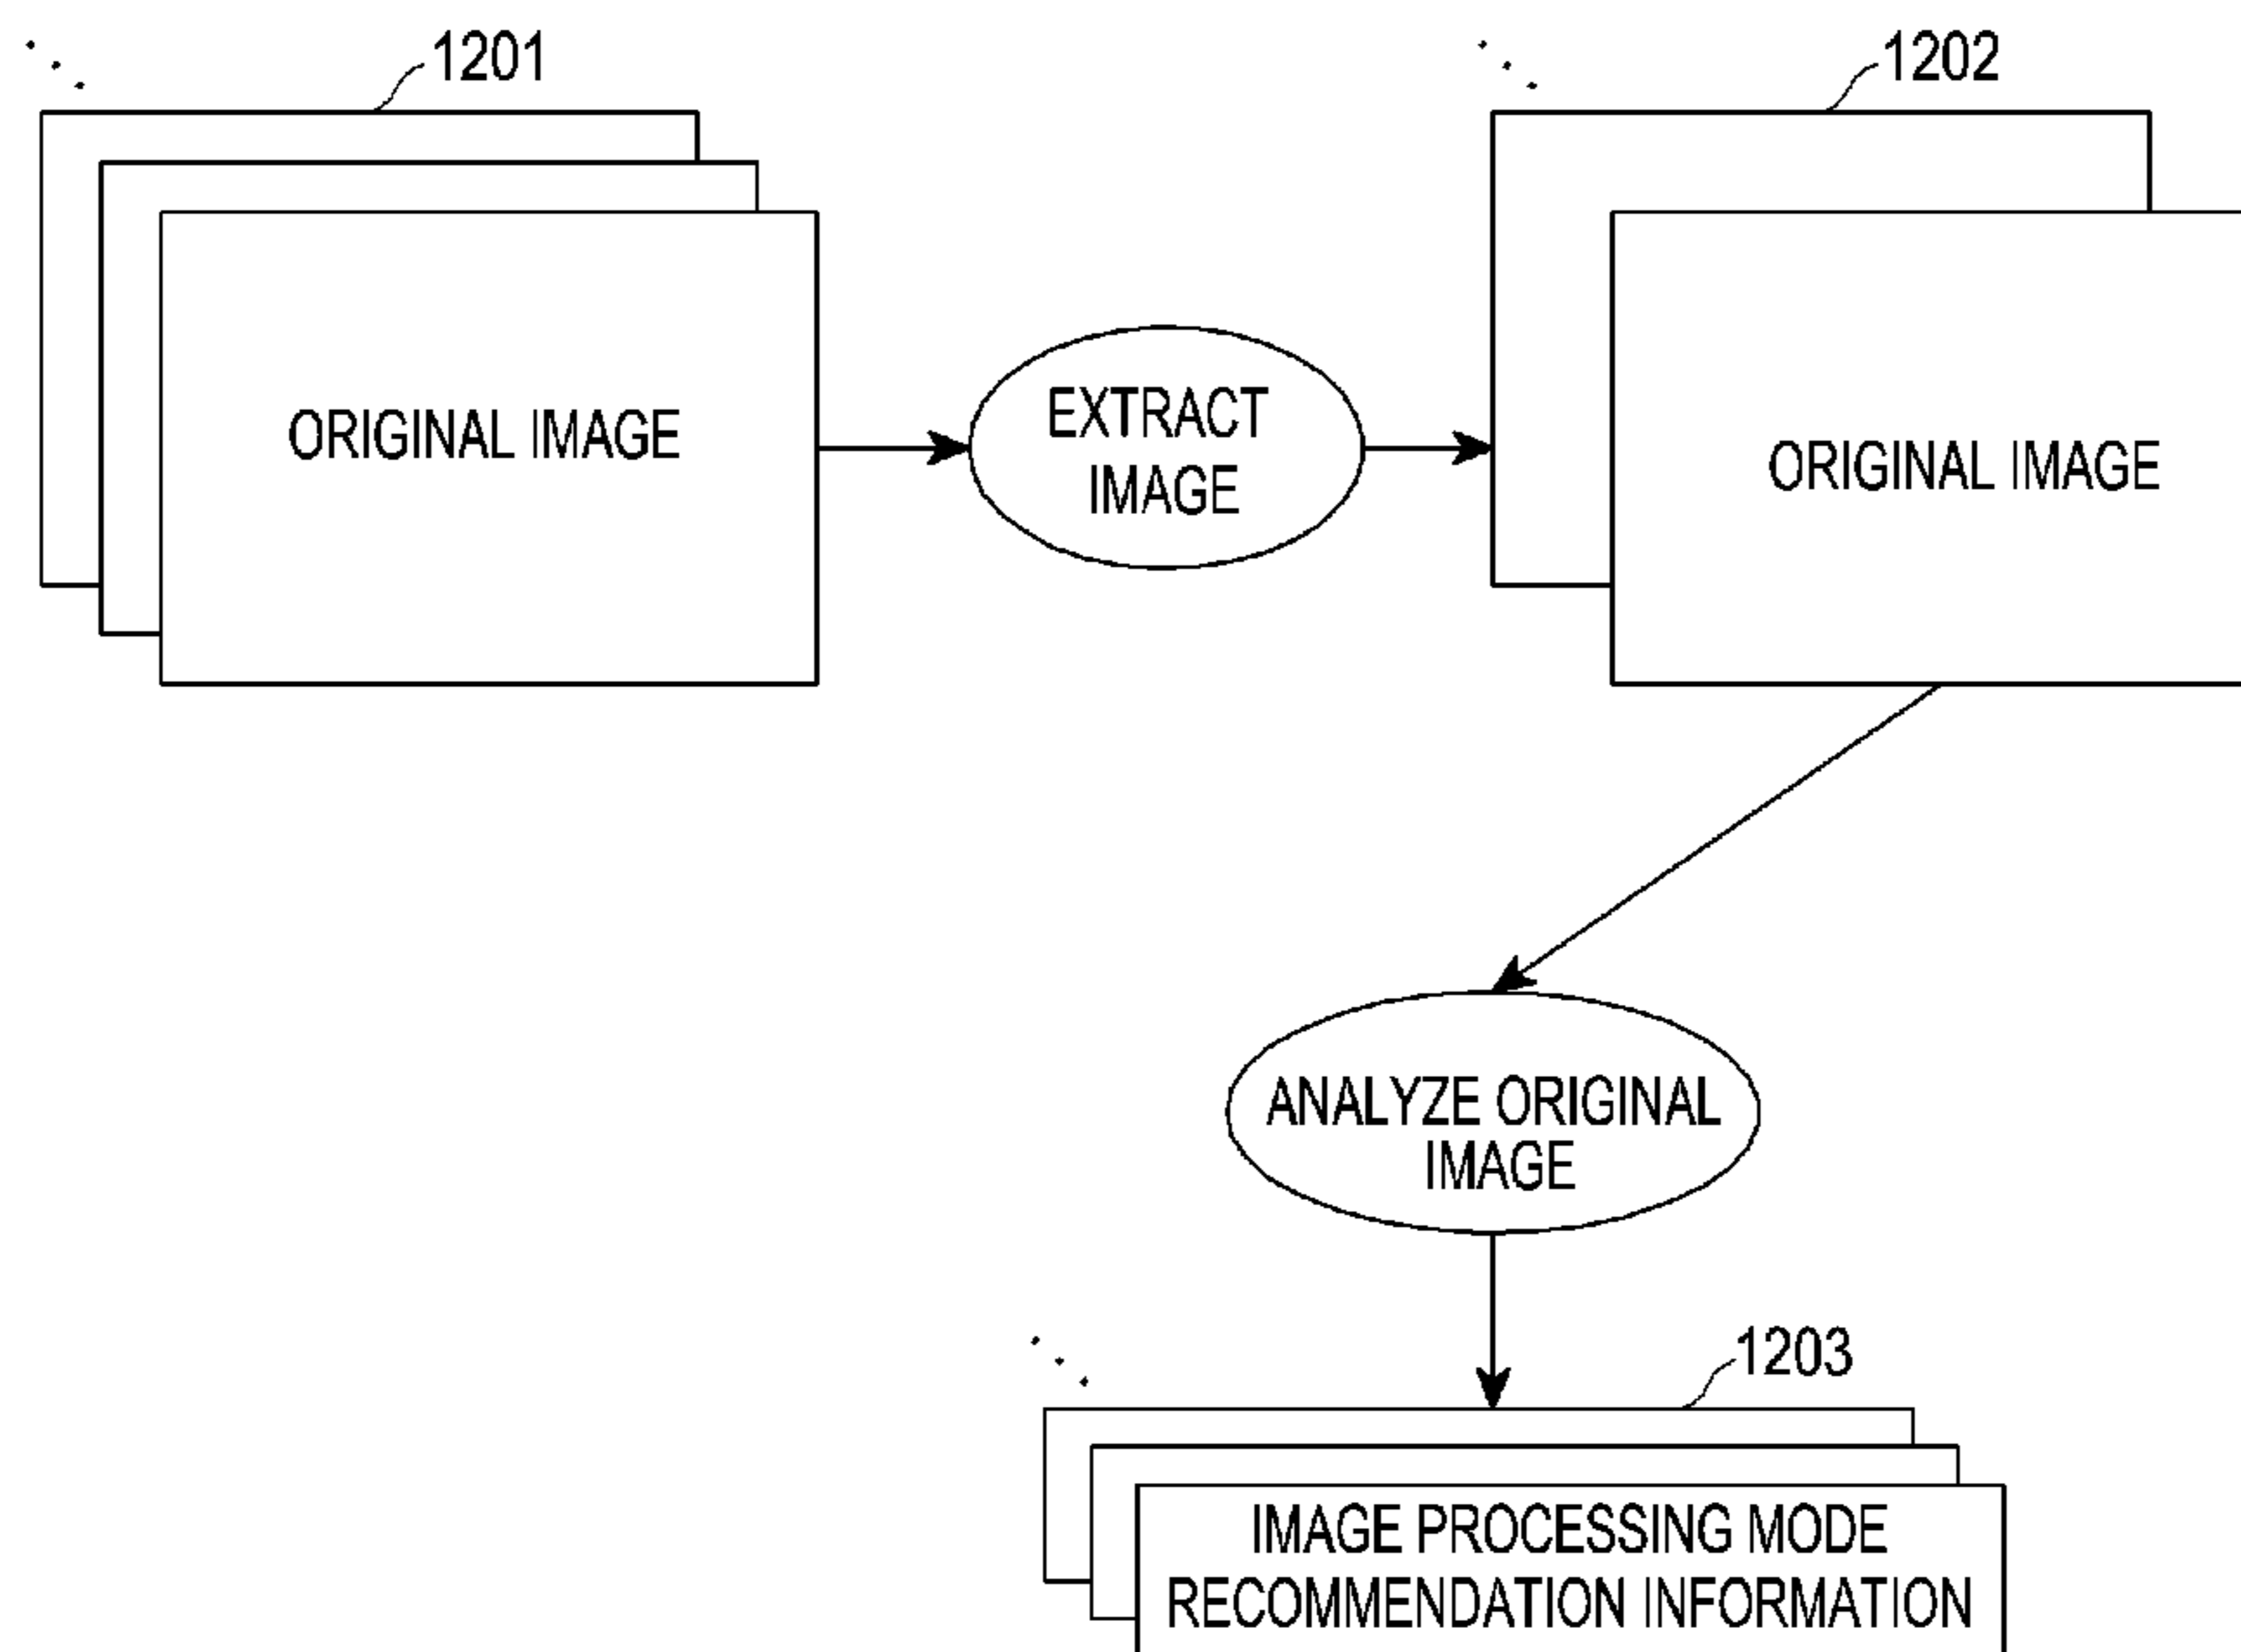 1201
1202
ORIGINAL IMAGE
EXTRACT
IMAGE
ORIGINAL IMAGE
ANALYZE ORIGINAL
IMAGE
1203
IMAGE PROCESSING MODE
RECOMMENDATION INFORMATION